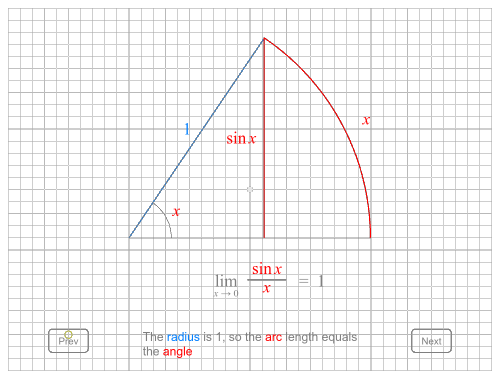 1
sin x
x
x
lim x → 0 sin x / x = 1
Prev
The radius is 1, so the arc length equals
the angle
Next